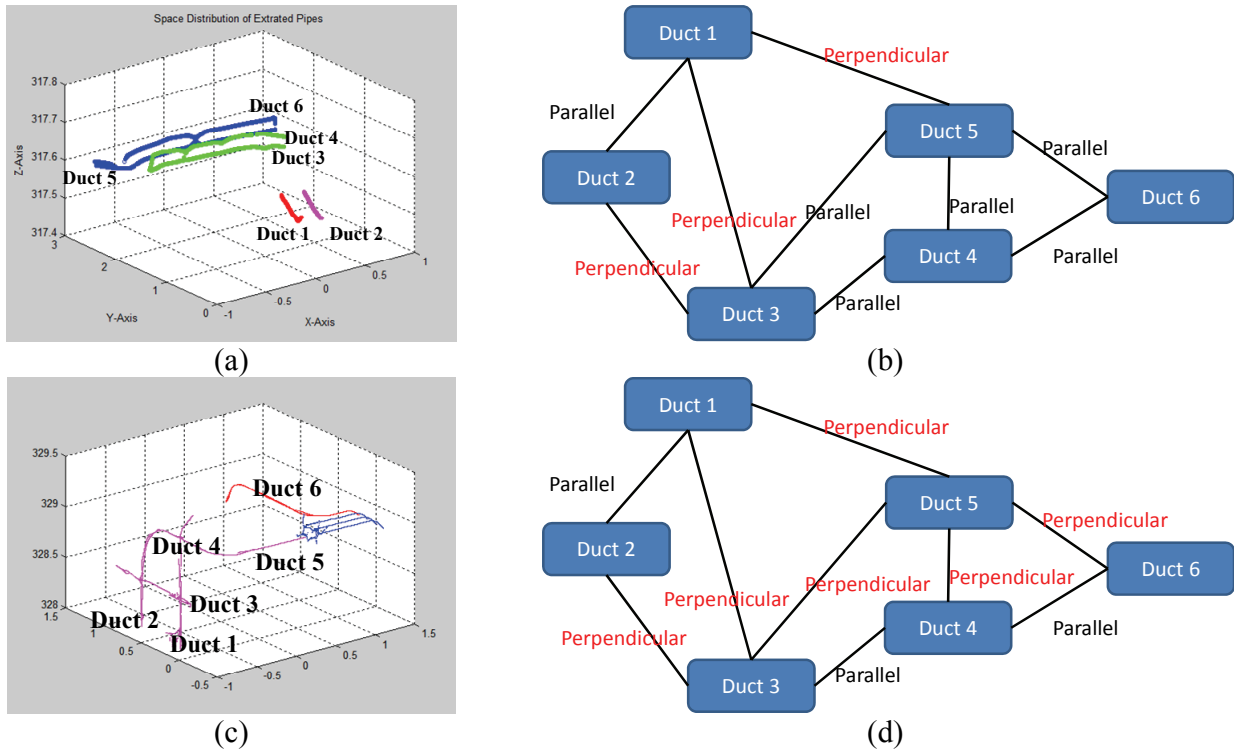 Space Distribution of Extrated Pipes
317.8
317.7
317.6
317.5
317.4
Z-Axis
3
2
1
0
Y-Axis
-1
-0.5
0
0.5
1
X-Axis
Duct 6
Duct 4
Duct 3
Duct 5
Duct 1
Duct 2
(a)
Duct 1
Perpendicular
Parallel
Duct 5
Parallel
Duct 2
Duct 6
Perpendicular
Parallel
Parallel
Duct 4
Perpendicular
Parallel
Duct 3
Parallel
(b)
329.5
329
328.5
328
1.5
1
0.5
0
-0.5
-1
-0.5
0
0.5
1
1.5
Duct 6
Duct 4
Duct 5
Duct 3
Duct 2
Duct 1
(c)
Duct 1
Perpendicular
Parallel
Duct 5
Perpendicular
Duct 2
Duct 6
Perpendicular
Perpendicular
Perpendicular
Duct 4
Perpendicular
Parallel
Duct 3
Parallel
(d)